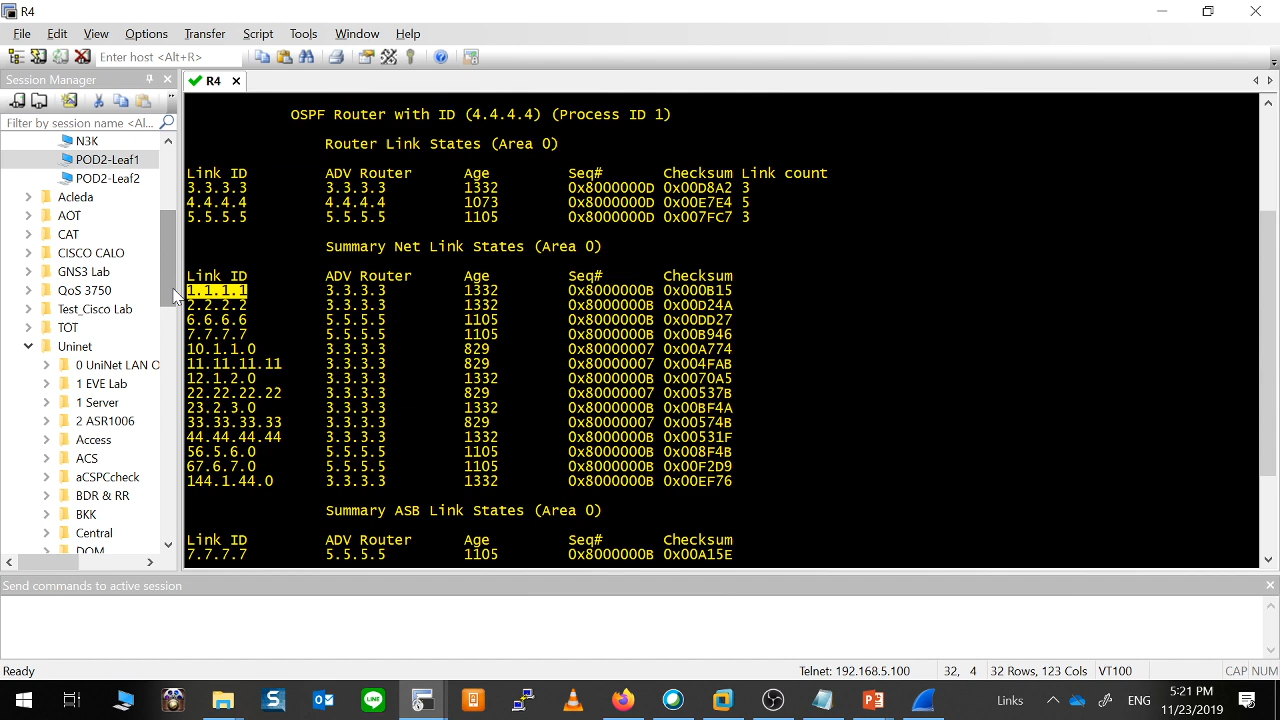 R4
File Edit View Options Transfer Script Tools Window Help
Enter host <Alt+R>
Session Manager
R4
Filter by session name <Al...
N3K
POD2-Leaf1
POD2-Leaf2
Acleda
AOT
CAT
CISCO CALO
GNS3 Lab
QoS 3750
Test_Cisco Lab
TOT
Uninet
0 UniNet LAN O
1 EVE Lab
1 Server
2 ASR1006
Access
ACS
aCSPCcheck
BDR & RR
BKK
Central
DOM
OSPF Router with ID (4.4.4.4) (Process ID 1)
Router Link States (Area 0)
Link ID ADV Router Age Seq# Checksum Link count
3.3.3.3 3.3.3.3 1332 0x8000000D 0x00D8A2 3
4.4.4.4 4.4.4.4 1073 0x8000000D 0x00E7E4 5
5.5.5.5 5.5.5.5 1105 0x8000000D 0x007FC7 3
Summary Net Link States (Area 0)
Link ID ADV Router Age Seq# Checksum
1.1.1.1 3.3.3.3 1332 0x8000000B 0x000B15
2.2.2.2 3.3.3.3 1332 0x8000000B 0x00D24A
6.6.6.6 5.5.5.5 1105 0x8000000B 0x00DD27
7.7.7.7 5.5.5.5 1105 0x8000000B 0x00B946
10.1.1.0 3.3.3.3 829 0x80000007 0x00A774
11.11.11.11 3.3.3.3 829 0x80000007 0x004FAB
12.1.2.0 3.3.3.3 1332 0x8000000B 0x0070A5
22.22.22.22 3.3.3.3 829 0x80000007 0x00537B
23.2.3.0 3.3.3.3 1332 0x8000000B 0x00BF4A
33.33.33.33 3.3.3.3 829 0x80000007 0x00574B
44.44.44.44 3.3.3.3 1332 0x8000000B 0x00531F
56.5.6.0 5.5.5.5 1105 0x8000000B 0x008F4B
67.6.7.0 5.5.5.5 1105 0x8000000B 0x00F2D9
144.1.44.0 3.3.3.3 1332 0x8000000B 0x00EF76
Summary ASB Link States (Area 0)
Link ID ADV Router Age Seq# Checksum
7.7.7.7 5.5.5.5 1105 0x8000000B 0x00A15E
Send commands to active session
Ready Telnet: 192.168.5.100 32, 4 32 Rows, 123 Cols VT100 CAP NUM
Links ENG 5:21 PM
11/23/2019